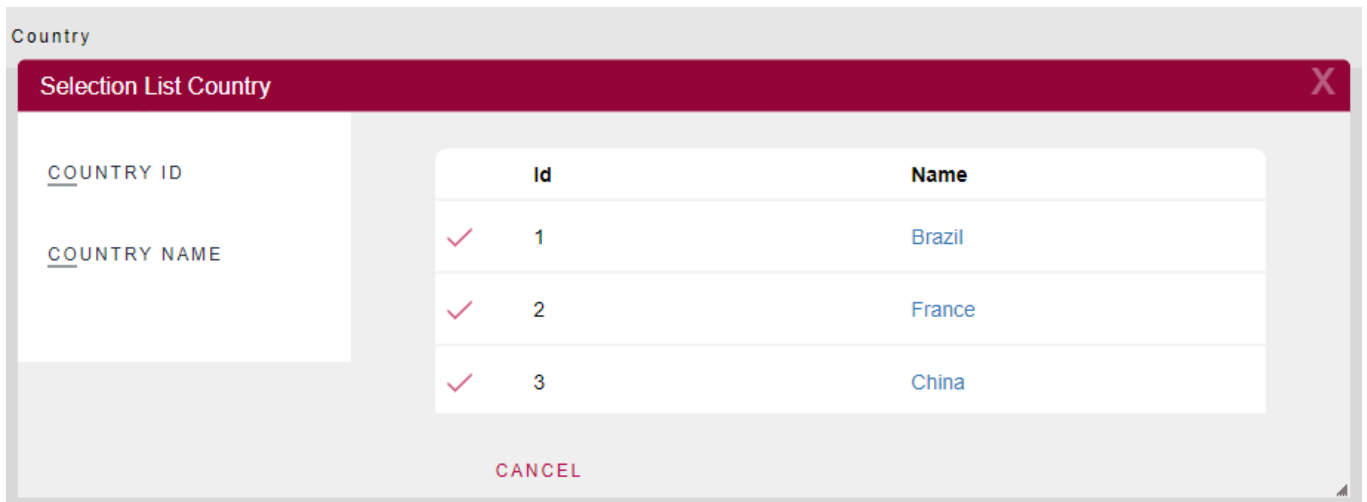 Country
Selection List Country X
COUNTRY ID
COUNTRY NAME
Id Name
1 Brazil
2 France
3 China
CANCEL